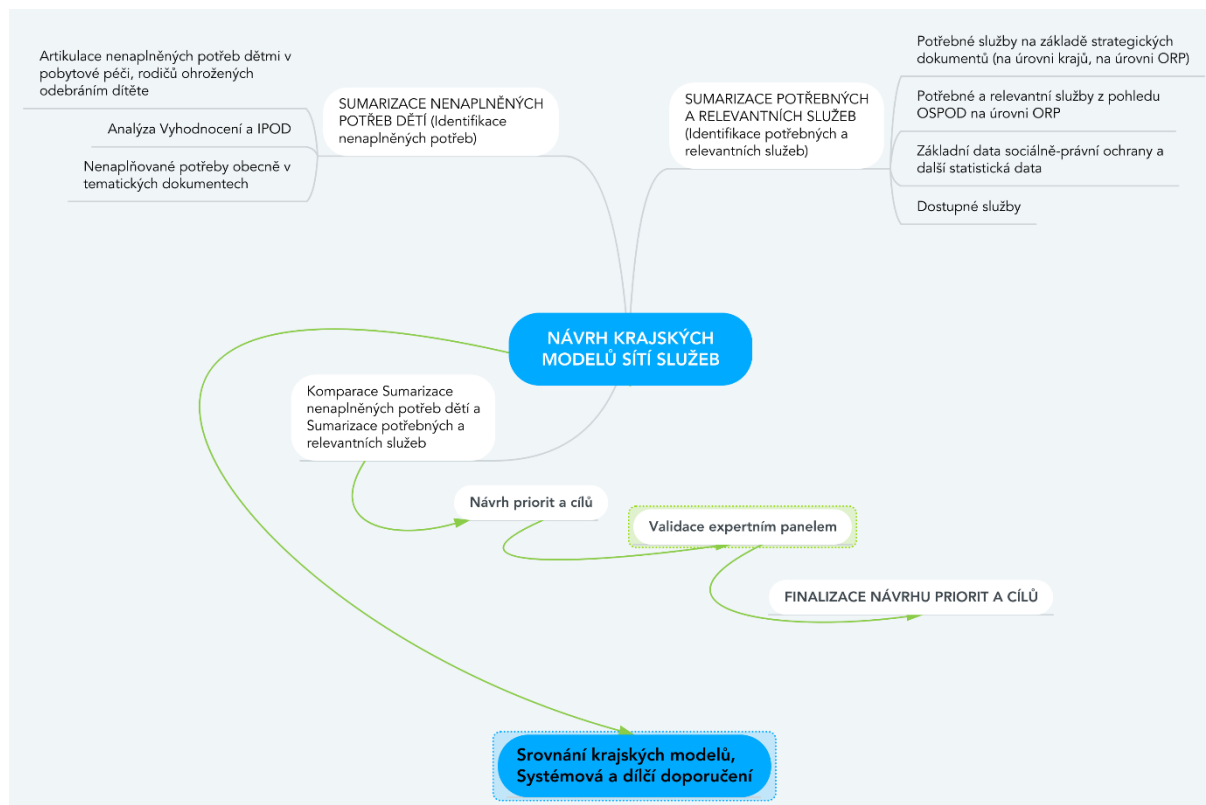 Artikulace nenaplněných potřeb dětmi v
pobytové péči, rodičů ohrožených
odebráním dítěte
Analýza Vyhodnocení a IPOD
Nenaplňované potřeby obecně v
tematických dokumentech
SUMARIZACE NENAPLNĚNÝCH
POTŘEB DĚTÍ (Identifikace
nenaplněných potřeb)
SUMARIZACE POTŘEBNÝCH
A RELEVANTNÍCH SLUŽEB
(Identifikace potřebných a
relevantních služeb)
Potřebné služby na základě strategických
dokumentů (na úrovni krajů, na úrovni ORP)
Potřebné a relevantní služby z pohledu
OSPOD na úrovni ORP
Základní data sociálně-právní ochrany a
další statistická data
Dostupné služby
NÁVRH KRAJSKÝCH
MODELŮ SÍTÍ SLUŽEB
Komparace Sumarizace
nenaplněných potřeb dětí a
Sumarizace potřebných a
relevantních služeb
Návrh priorit a cílů
Validace expertním panelem
FINALIZACE NÁVRHU PRIORIT A CÍLŮ
Srovnání krajských modelů,
Systémová a dílčí doporučení